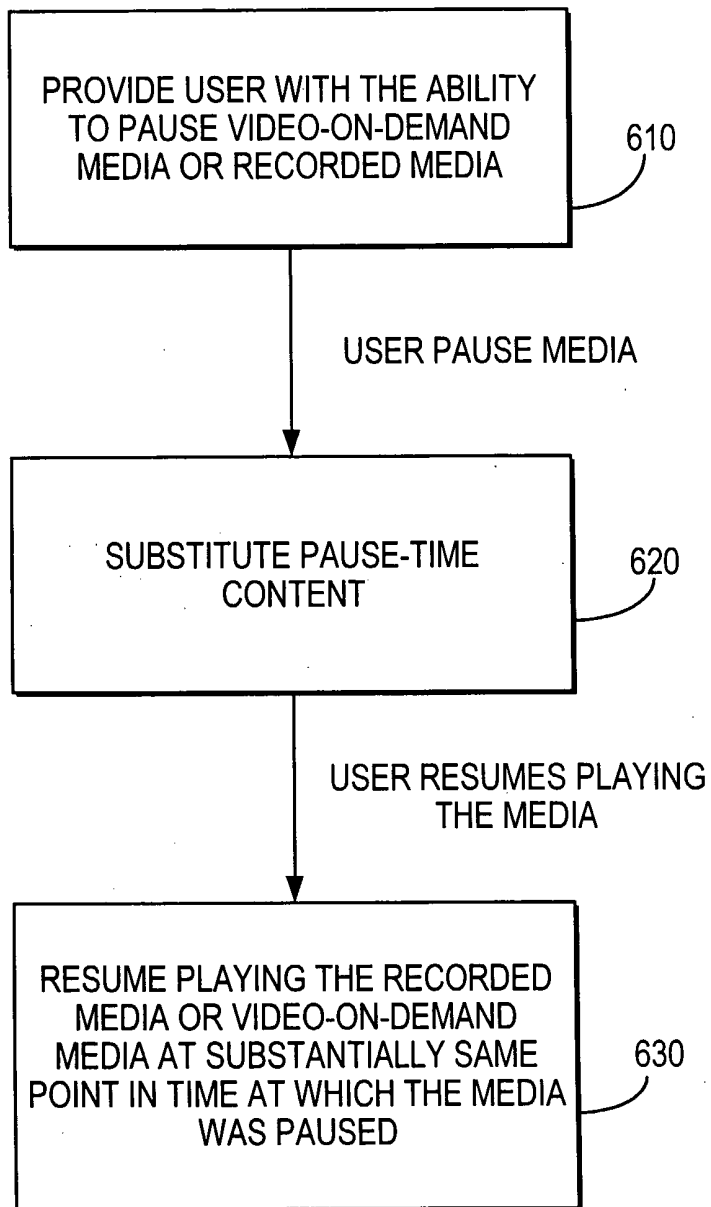 PROVIDE USER WITH THE ABILITY
TO PAUSE VIDEO-ON-DEMAND
MEDIA OR RECORDED MEDIA
610
USER PAUSE MEDIA
SUBSTITUTE PAUSE-TIME
CONTENT
620
USER RESUMES PLAYING
THE MEDIA
RESUME PLAYING THE RECORDED
MEDIA OR VIDEO-ON-DEMAND
MEDIA AT SUBSTANTIALLY SAME
POINT IN TIME AT WHICH THE MEDIA
WAS PAUSED
630